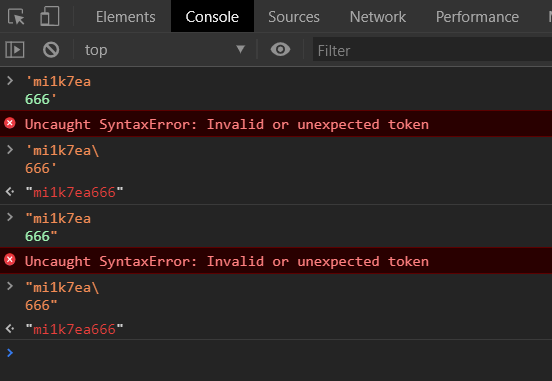 Elements Console Sources Network Performance
top Filter
> 'mi1k7ea
666'
Uncaught SyntaxError: Invalid or unexpected token
> 'mi1k7ea\
666'
"mi1k7ea666"
> "mi1k7ea
666"
Uncaught SyntaxError: Invalid or unexpected token
> "mi1k7ea\
666"
"mi1k7ea666"
>